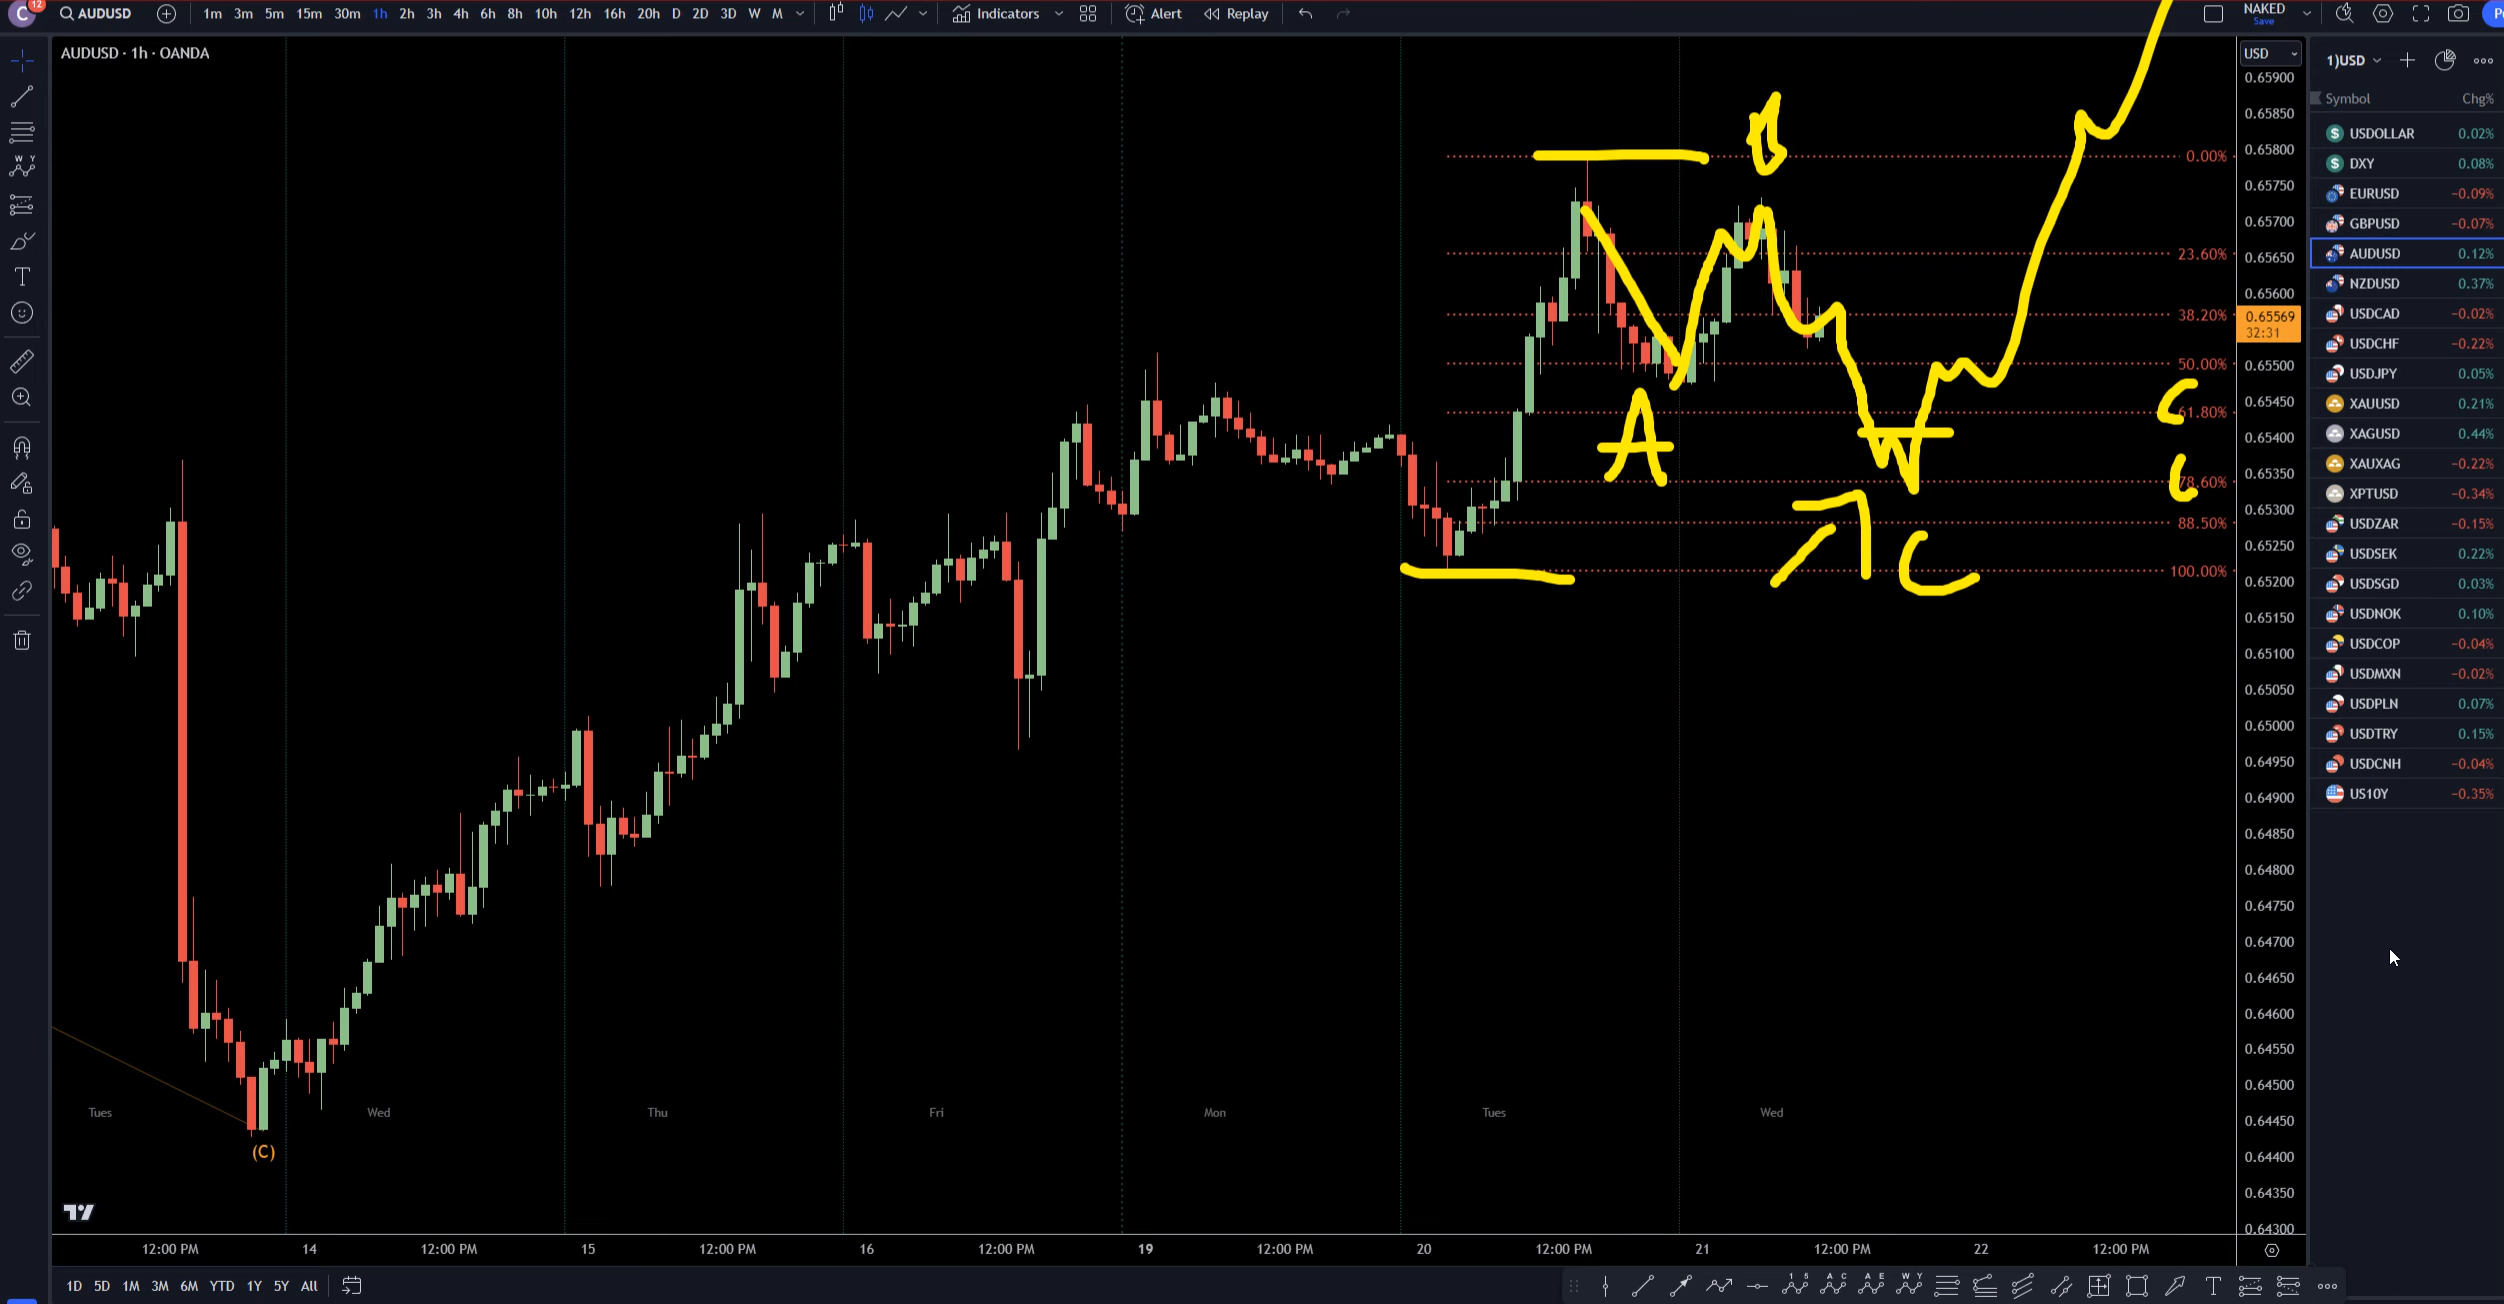 C 12 AUDUSD 1m 3m 5m 15m 30m 1h 2h 3h 4h 6h 8h 10h 12h 16h 20h D 2D 3D W M Indicators Alert Replay NAKED
Save
AUDUSD · 1h · OANDA
USD
1)USD
Symbol Chg%
USDOLLAR 0.02%
DXY 0.08%
EURUSD −0.09%
GBPUSD −0.07%
AUDUSD 0.12%
NZDUSD 0.37%
USDCAD −0.02%
USDCHF −0.22%
USDJPY 0.05%
XAUUSD 0.21%
XAGUSD 0.44%
XAUXAG −0.22%
XPTUSD −0.34%
USDZAR −0.15%
USDSEK 0.22%
USDSGD 0.03%
USDNOK 0.10%
USDCOP −0.04%
USDMXN −0.02%
USDPLN 0.07%
USDTRY 0.15%
USDCNH −0.04%
US10Y −0.35%
0.65900
0.65850
0.65800
0.65750
0.65700
0.65650
0.65600
0.65569
32:31
0.65500
0.65450
0.65400
0.65350
0.65300
0.65250
0.65200
0.65150
0.65100
0.65050
0.65000
0.64950
0.64900
0.64850
0.64800
0.64750
0.64700
0.64650
0.64600
0.64550
0.64500
0.64450
0.64400
0.64350
0.64300
0.00%
23.60%
38.20%
50.00%
61.80%
78.60%
88.50%
100.00%
A
C
(C)
Tues Wed Thu Fri Mon Tues Wed
12:00 PM 14 12:00 PM 15 12:00 PM 16 12:00 PM 19 12:00 PM 20 12:00 PM 21 12:00 PM 22 12:00 PM
1D 5D 1M 3M 6M YTD 1Y 5Y All